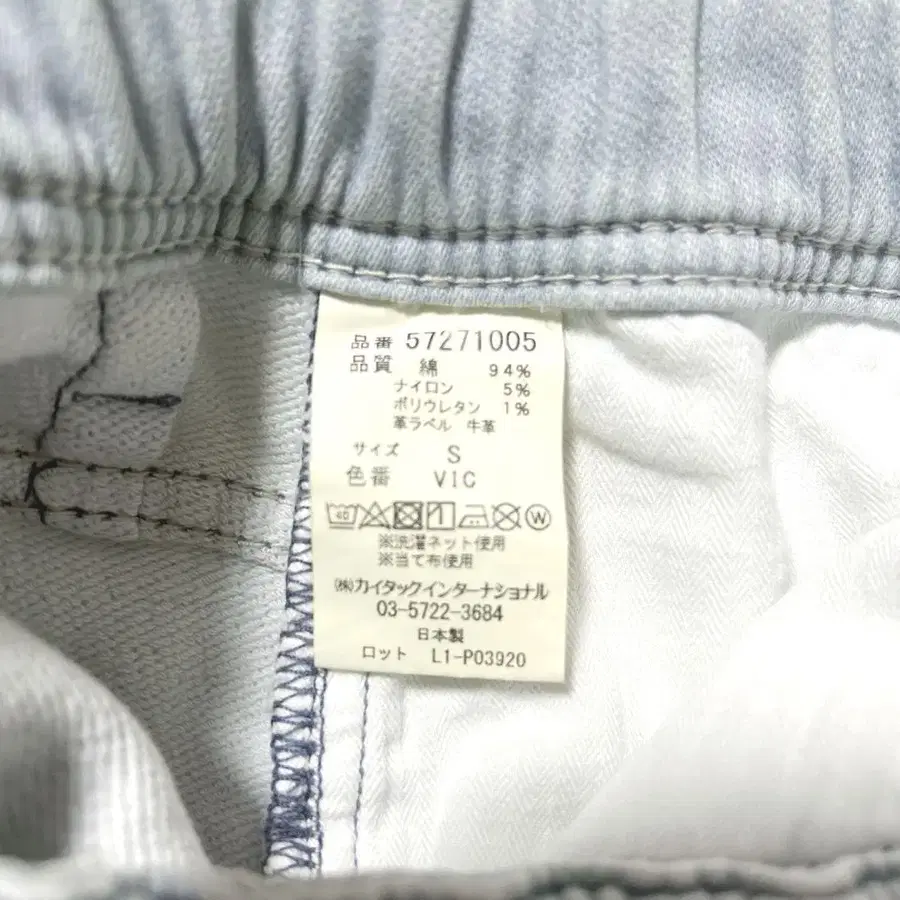 品番 57271005
品質 綿 94%
ナイロン 5%
ポリウレタン 1%
革ラベル 牛革
サイズ S
色番 VIC
40 W
※洗濯ネット使用
※当て布使用
㈱カイタックインターナショナル
03-5722-3684
日本製
ロット L1-P03920